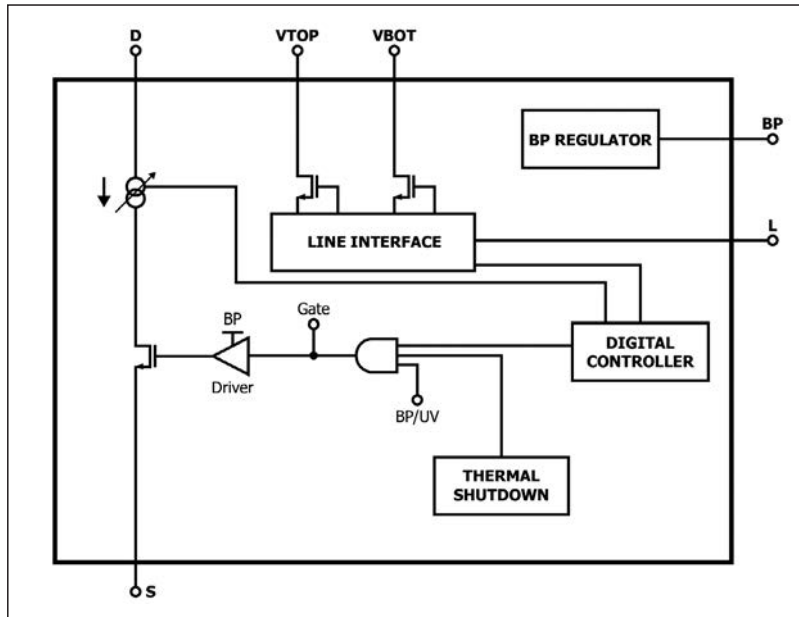 D
VTOP
VBOT
BP REGULATOR
BP
LINE INTERFACE
L
BP
Gate
Driver
BP/UV
DIGITAL
CONTROLLER
THERMAL
SHUTDOWN
S